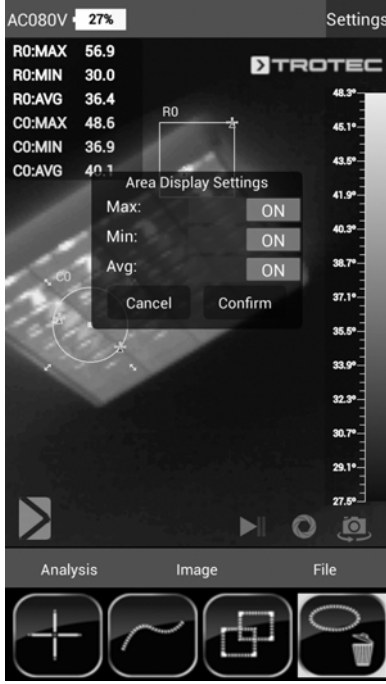 AC080V 27% Settings
R0:MAX 56.9
R0:MIN 30.0
R0:AVG 36.4
C0:MAX 48.6
C0:MIN 36.9
C0:AVG 40.1
TROTEC
R0
C0
Area Display Settings
Max: ON
Min: ON
Avg: ON
Cancel Confirm
48.3°
45.1°
43.5°
41.9°
40.3°
38.7°
37.1°
35.5°
33.9°
32.3°
30.7°
29.1°
27.5°
Analysis Image File